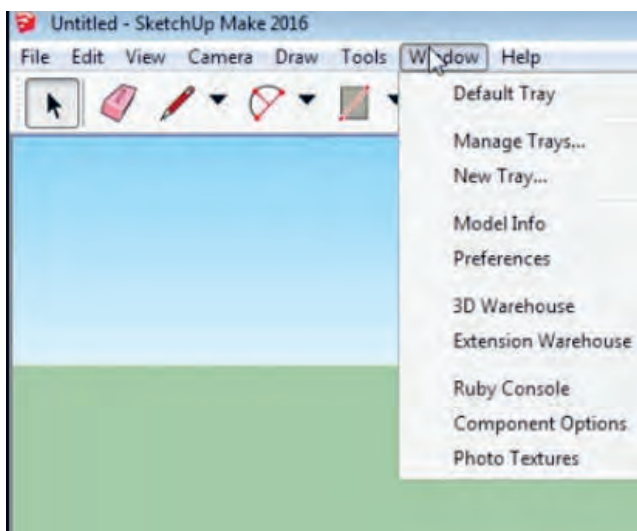 Untitled - SketchUp Make 2016
File Edit View Camera Draw Tools Window Help
Default Tray
Manage Trays...
New Tray...
Model Info
Preferences
3D Warehouse
Extension Warehouse
Ruby Console
Component Options
Photo Textures